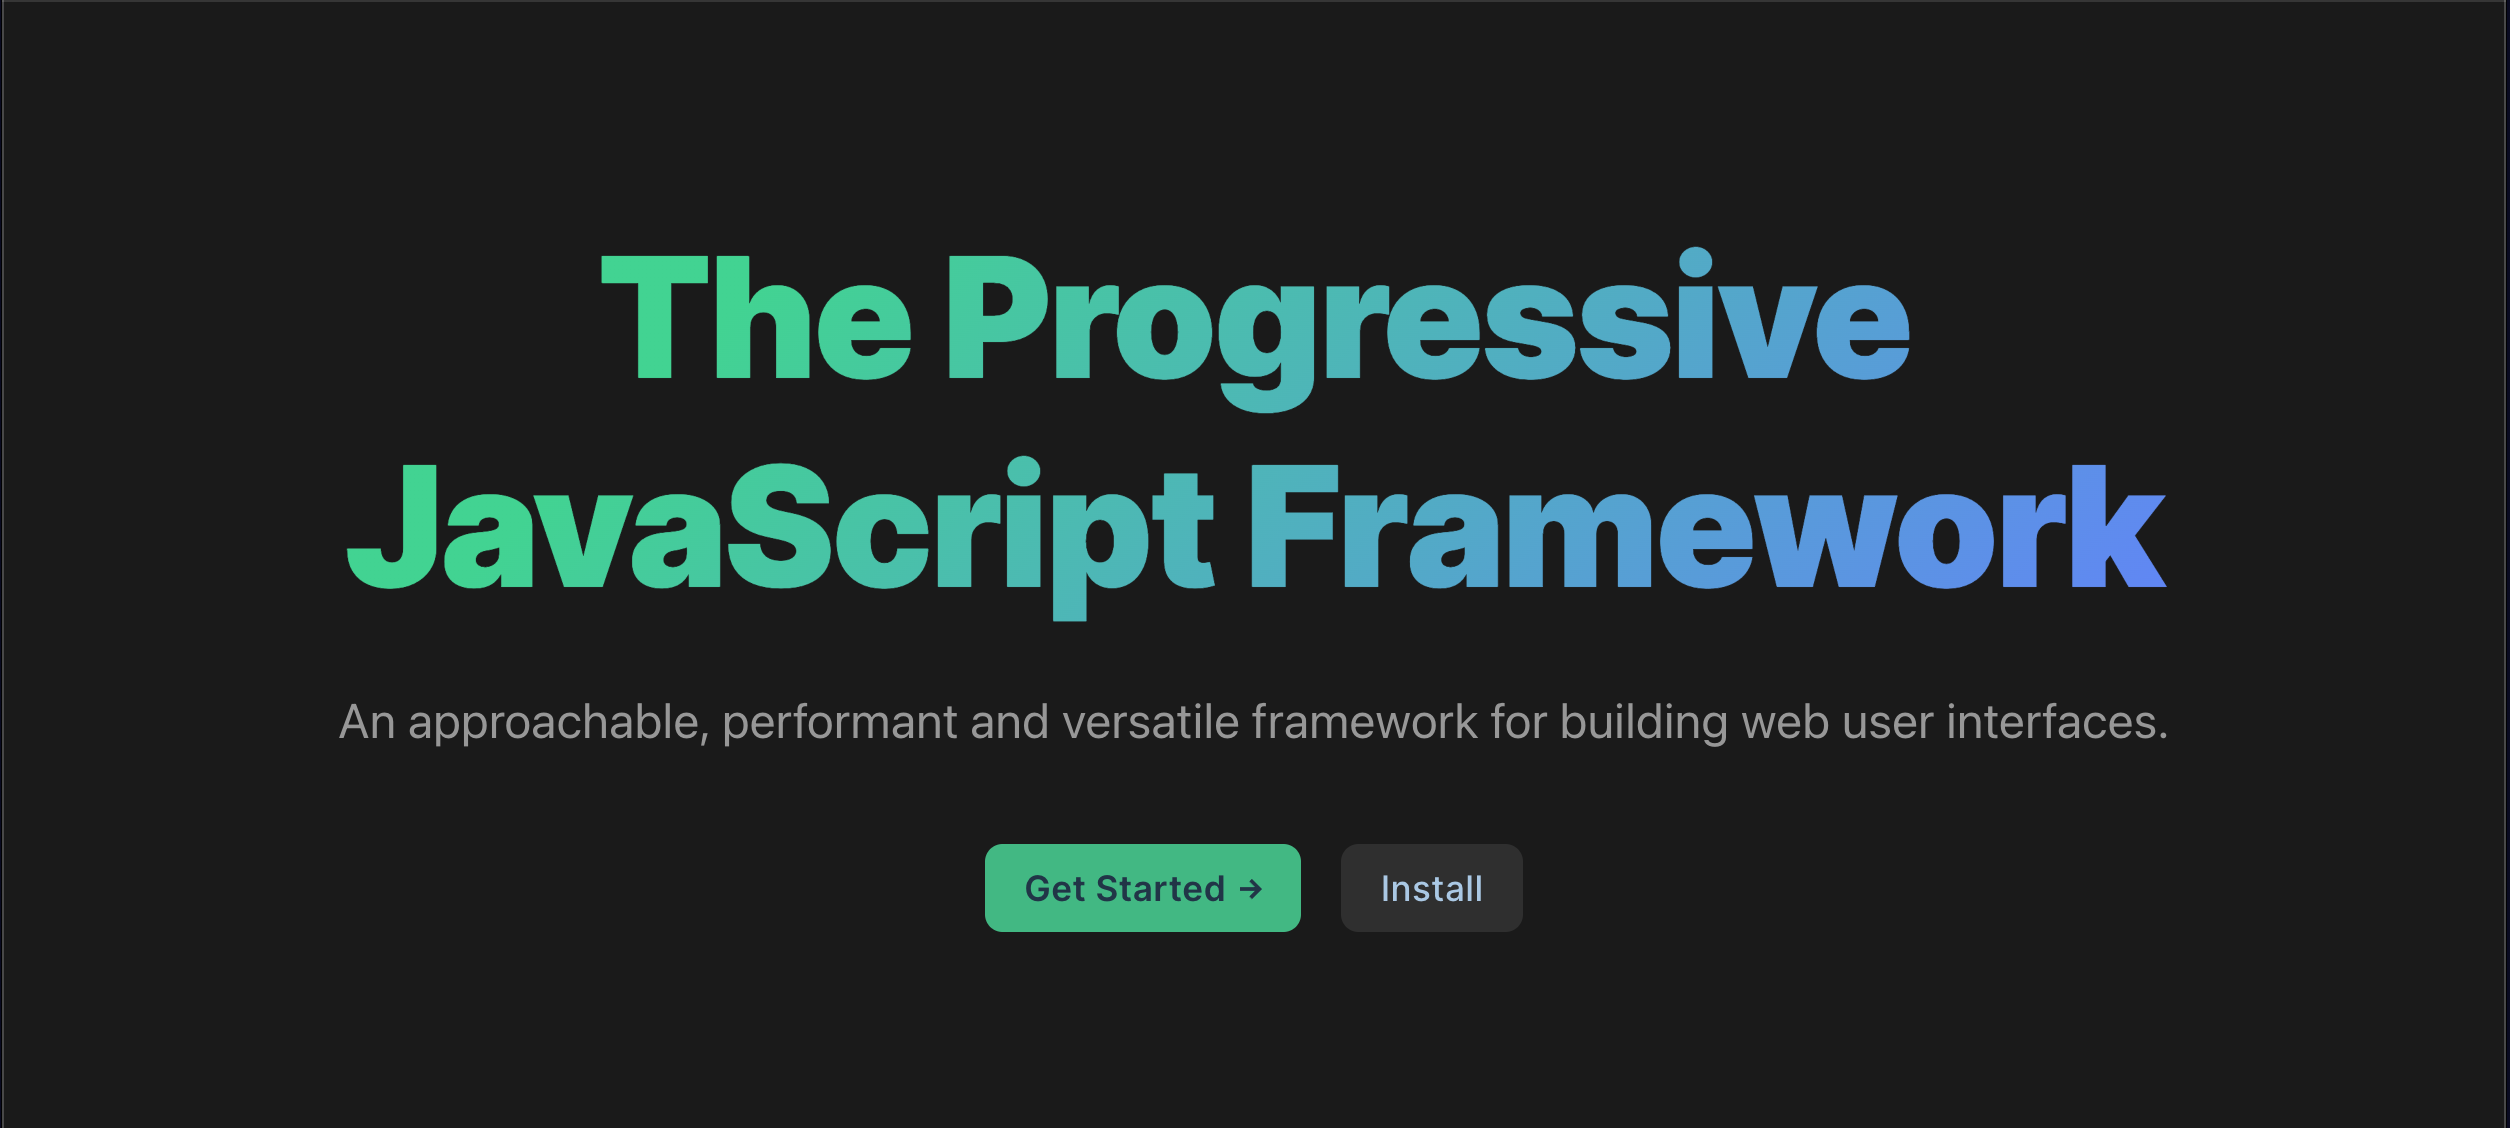 The Progressive
JavaScript Framework
An approachable, performant and versatile framework for building web user interfaces.
Get Started →
Install